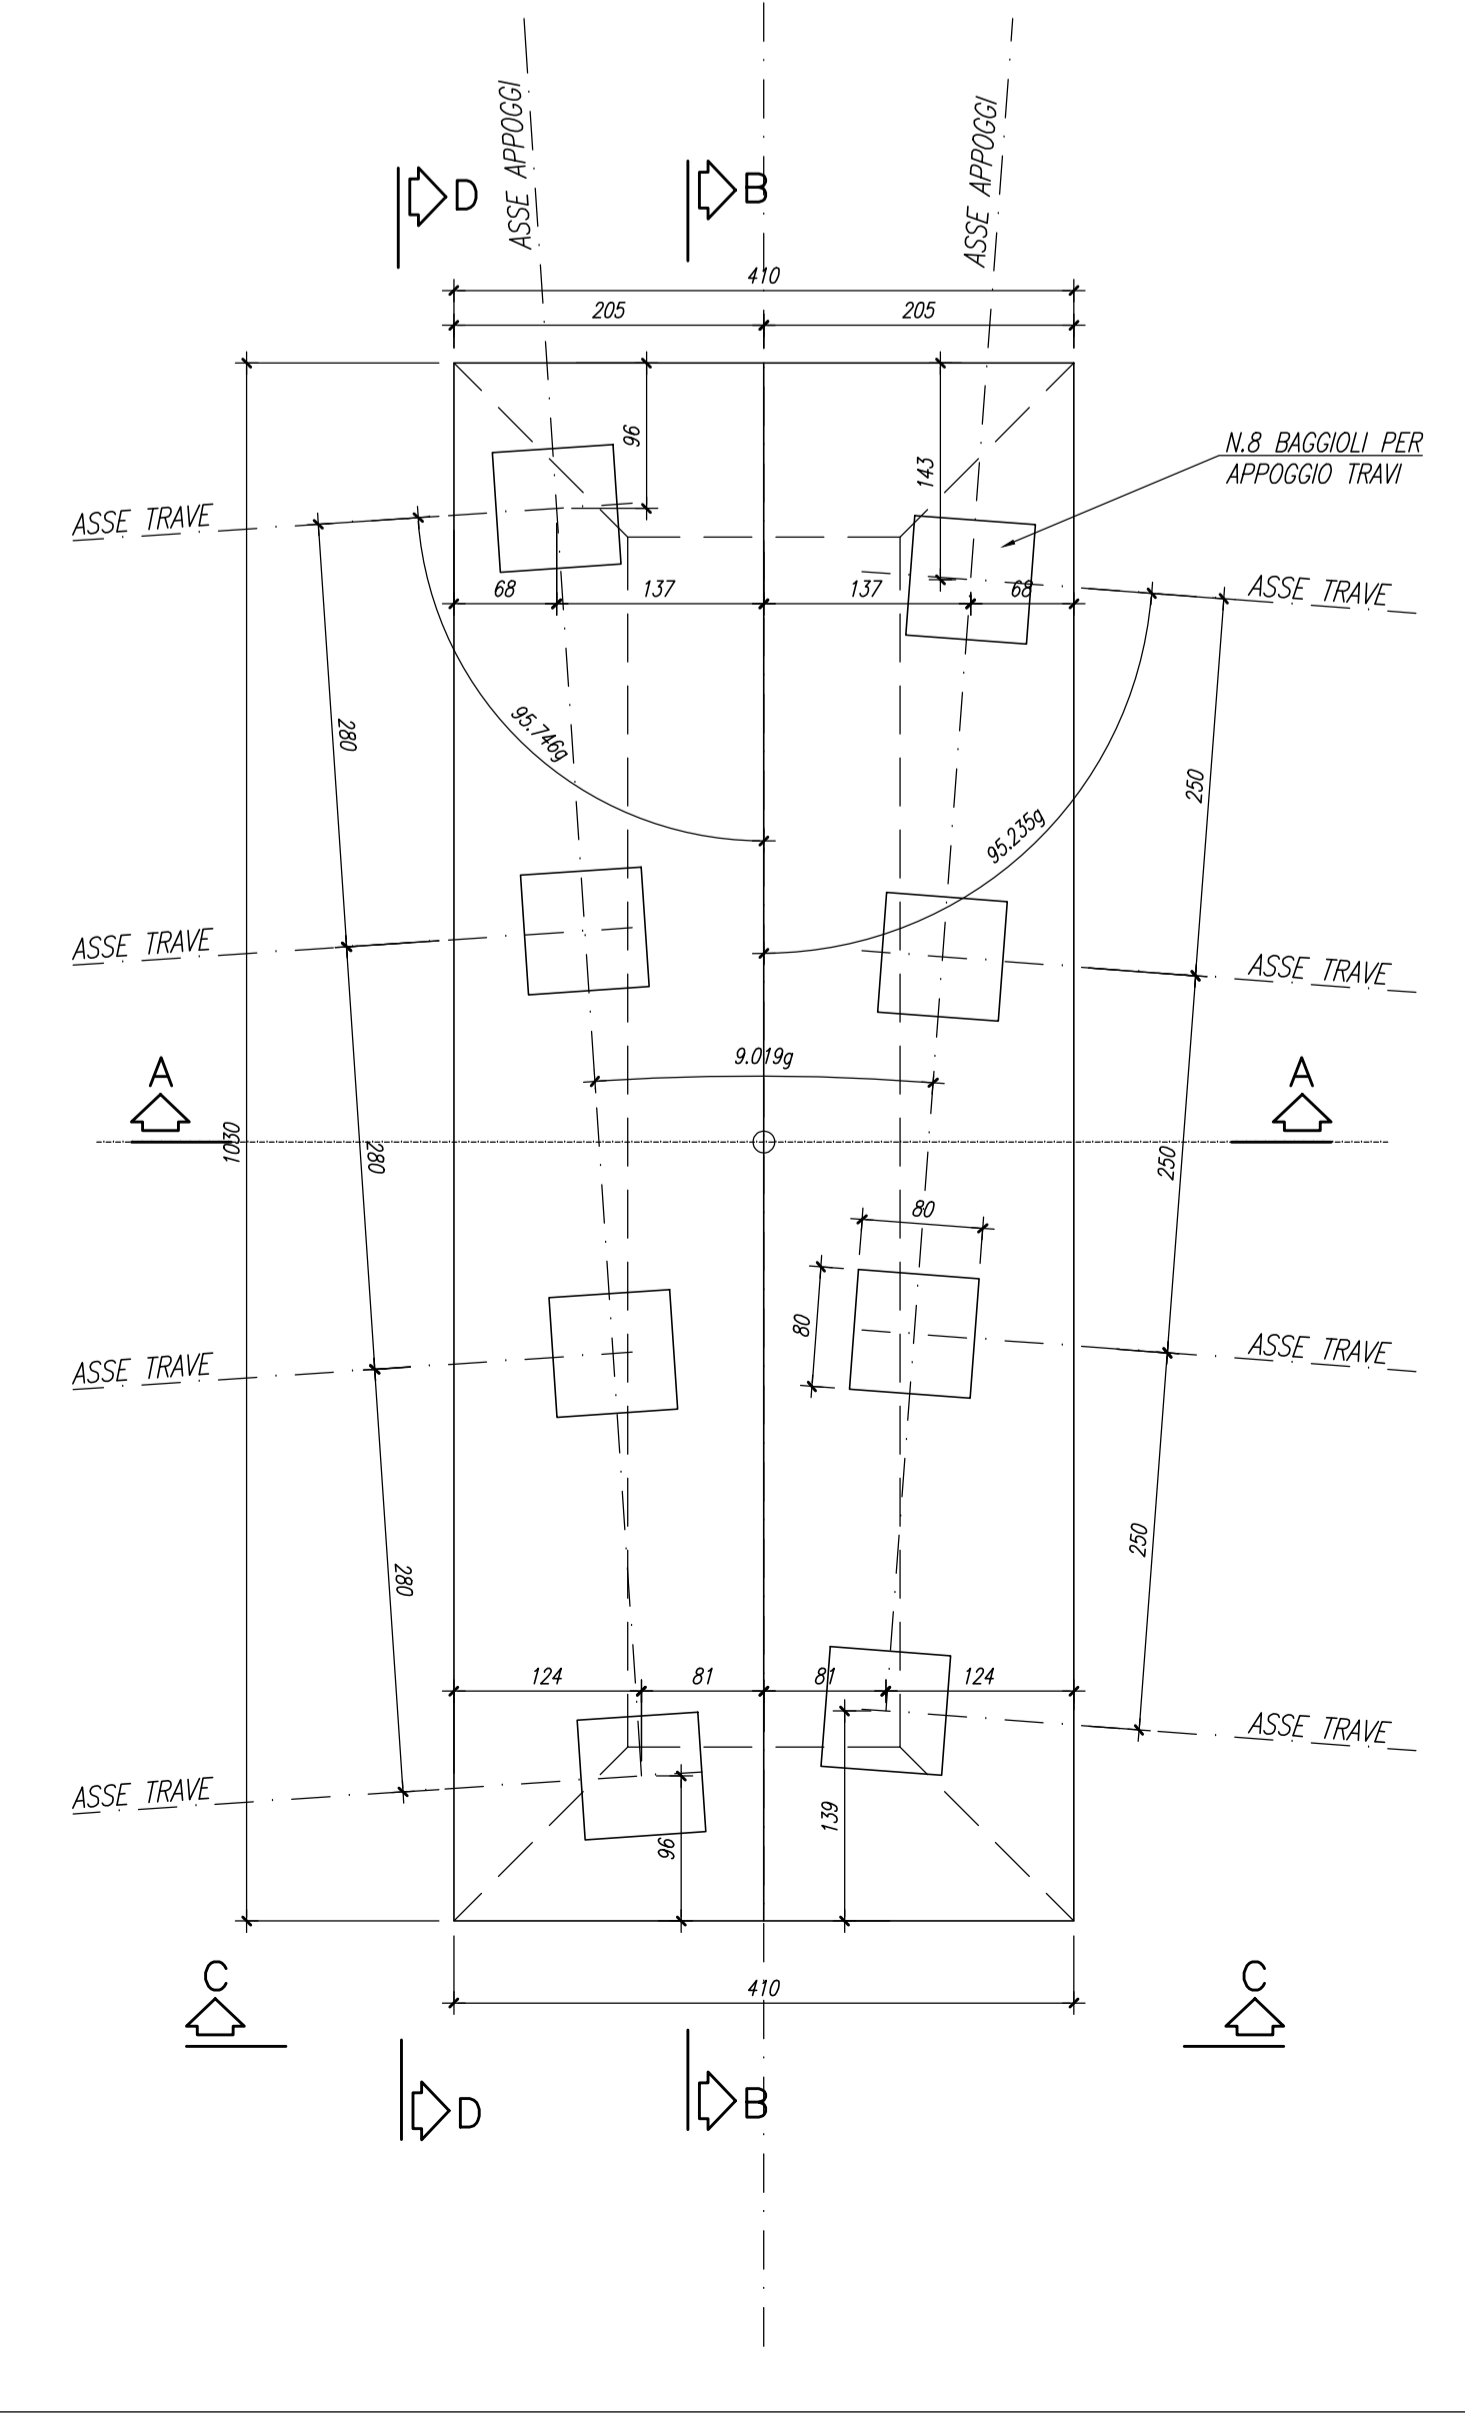 ASSE APPOGGI
ASSE APPOGGI
D
B
410
205
205
96
143
N.8 BAGGIOLI PER
APPOGGIO TRAVI
ASSE TRAVE
68
137
137
68
ASSE TRAVE
280
95.746g
250
95.235g
ASSE TRAVE
ASSE TRAVE
9.019g
A
A
1030
280
250
80
80
ASSE TRAVE
ASSE TRAVE
280
250
124
81
81
124
ASSE TRAVE
ASSE TRAVE
96
139
C
C
410
D
B